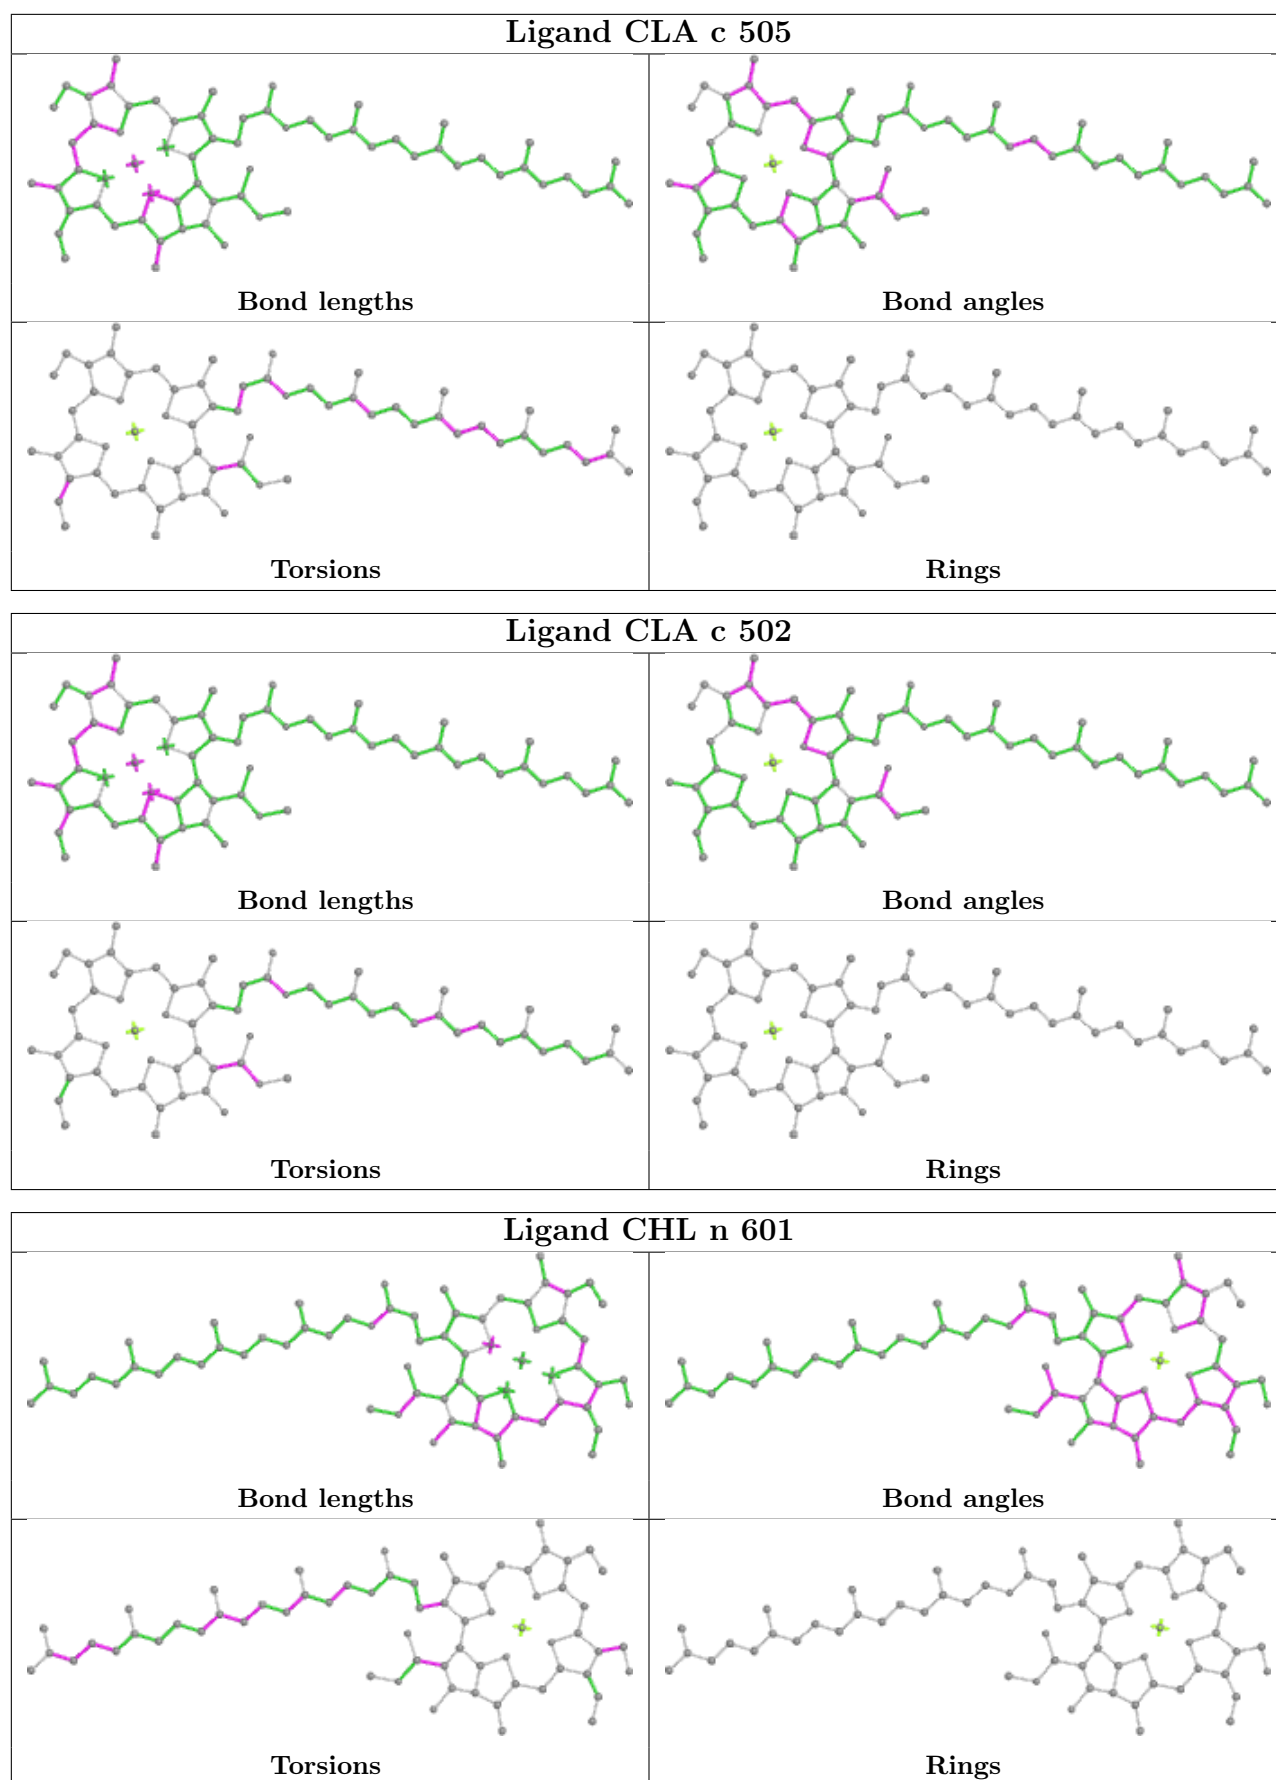 Ligand CLA c 505
Bond lengths
Bond angles
Torsions
Rings
Ligand CLA c 502
Bond lengths
Bond angles
Torsions
Rings
Ligand CHL n 601
Bond lengths
Bond angles
Torsions
Rings